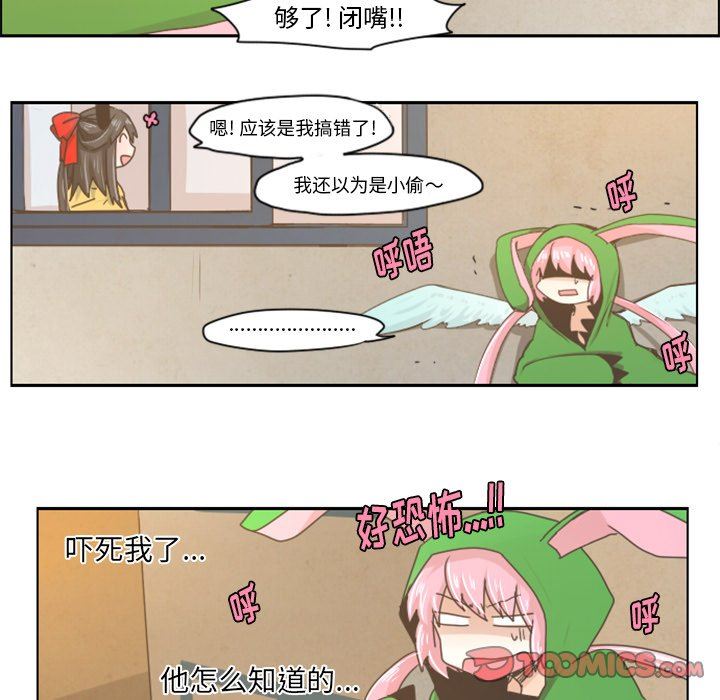 够了! 闭嘴!!
嗯! 应该是我搞错了!
我还以为是小偷～
呼
呼唔
........................
呼
好恐怖...!!
吓死我了...
呼
呼
他怎么知道的...
TOOMICS.COM